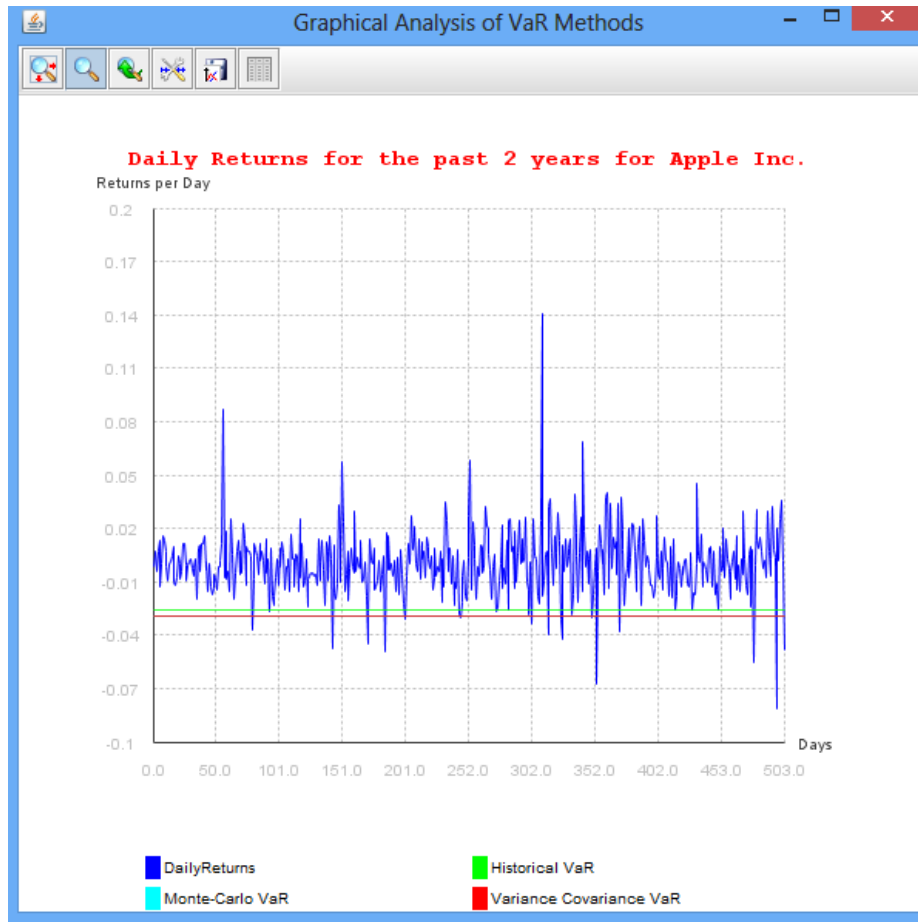 Graphical Analysis of VaR Methods
Daily Returns for the past 2 years for Apple Inc.
Returns per Day
0.2
0.17
0.14
0.11
0.08
0.05
0.02
-0.01
-0.04
-0.07
-0.1
Days
0.0 50.0 101.0 151.0 201.0 252.0 302.0 352.0 402.0 453.0 503.0
DailyReturns Historical VaR
Monte-Carlo VaR Variance Covariance VaR